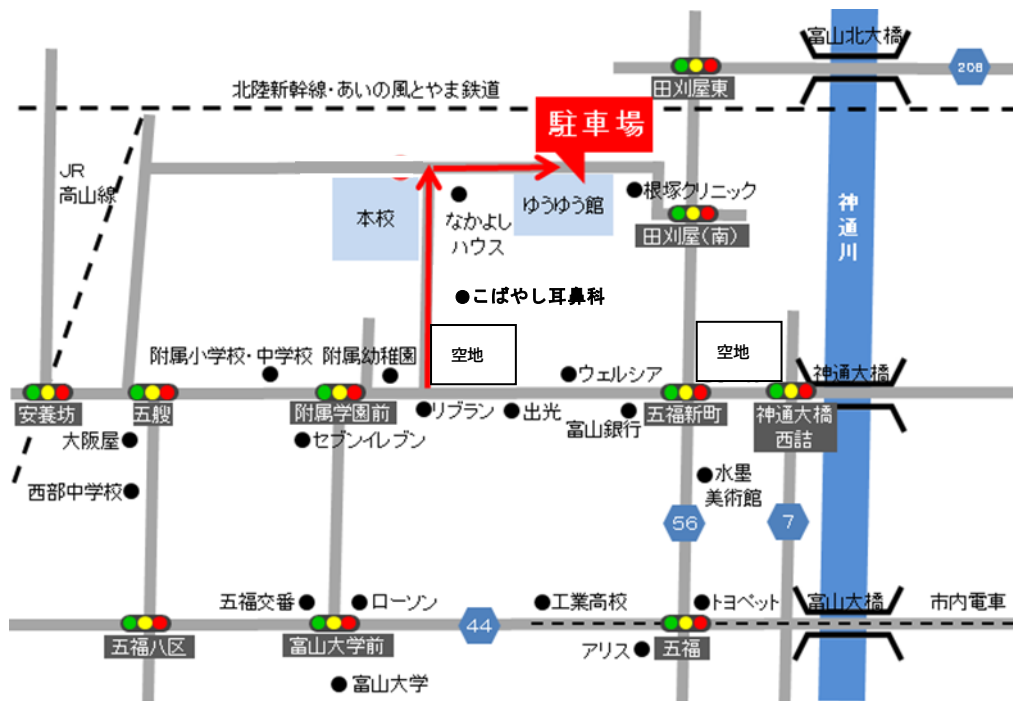 富山北大橋
208
田刈屋東
北陸新幹線・あいの風とやま鉄道
駐車場
JR
高山線
本校
なかよし
ハウス
ゆうゆう館
根塚クリニック
田刈屋(南)
神通川
こばやし耳鼻科
附属小学校・中学校
附属幼稚園
空地
空地
ウェルシア
神通大橋
安養坊
五艘
附属学園前
リブラン
出光
富山銀行
五福新町
神通大橋
西詰
大阪屋
セブンイレブン
西部中学校
水墨
美術館
56
7
五福交番
ローソン
工業高校
トヨペット
富山大橋
市内電車
五福八区
富山大学前
44
アリス
五福
富山大学